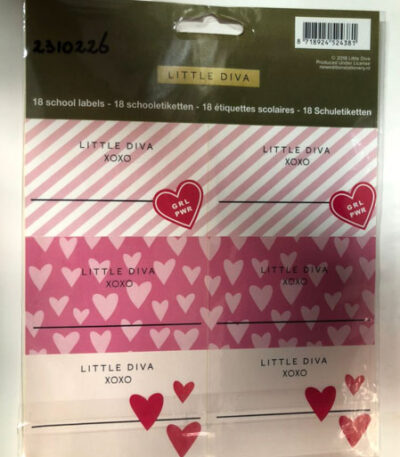 2310226
8 718924 524381
LITTLE DIVA
© 2018 Little Diva
Produced Under License
18 school labels - 18 schooletiketten - 18 étiquettes scolaires - 18 Schuletiketten
LITTLE DIVA
XOXO
GRL
PWR
LITTLE DIVA
XOXO
GRL
PWR
LITTLE DIVA
XOXO
LITTLE DIVA
XOXO
LITTLE DIVA
XOXO
LITTLE DIVA
XOXO